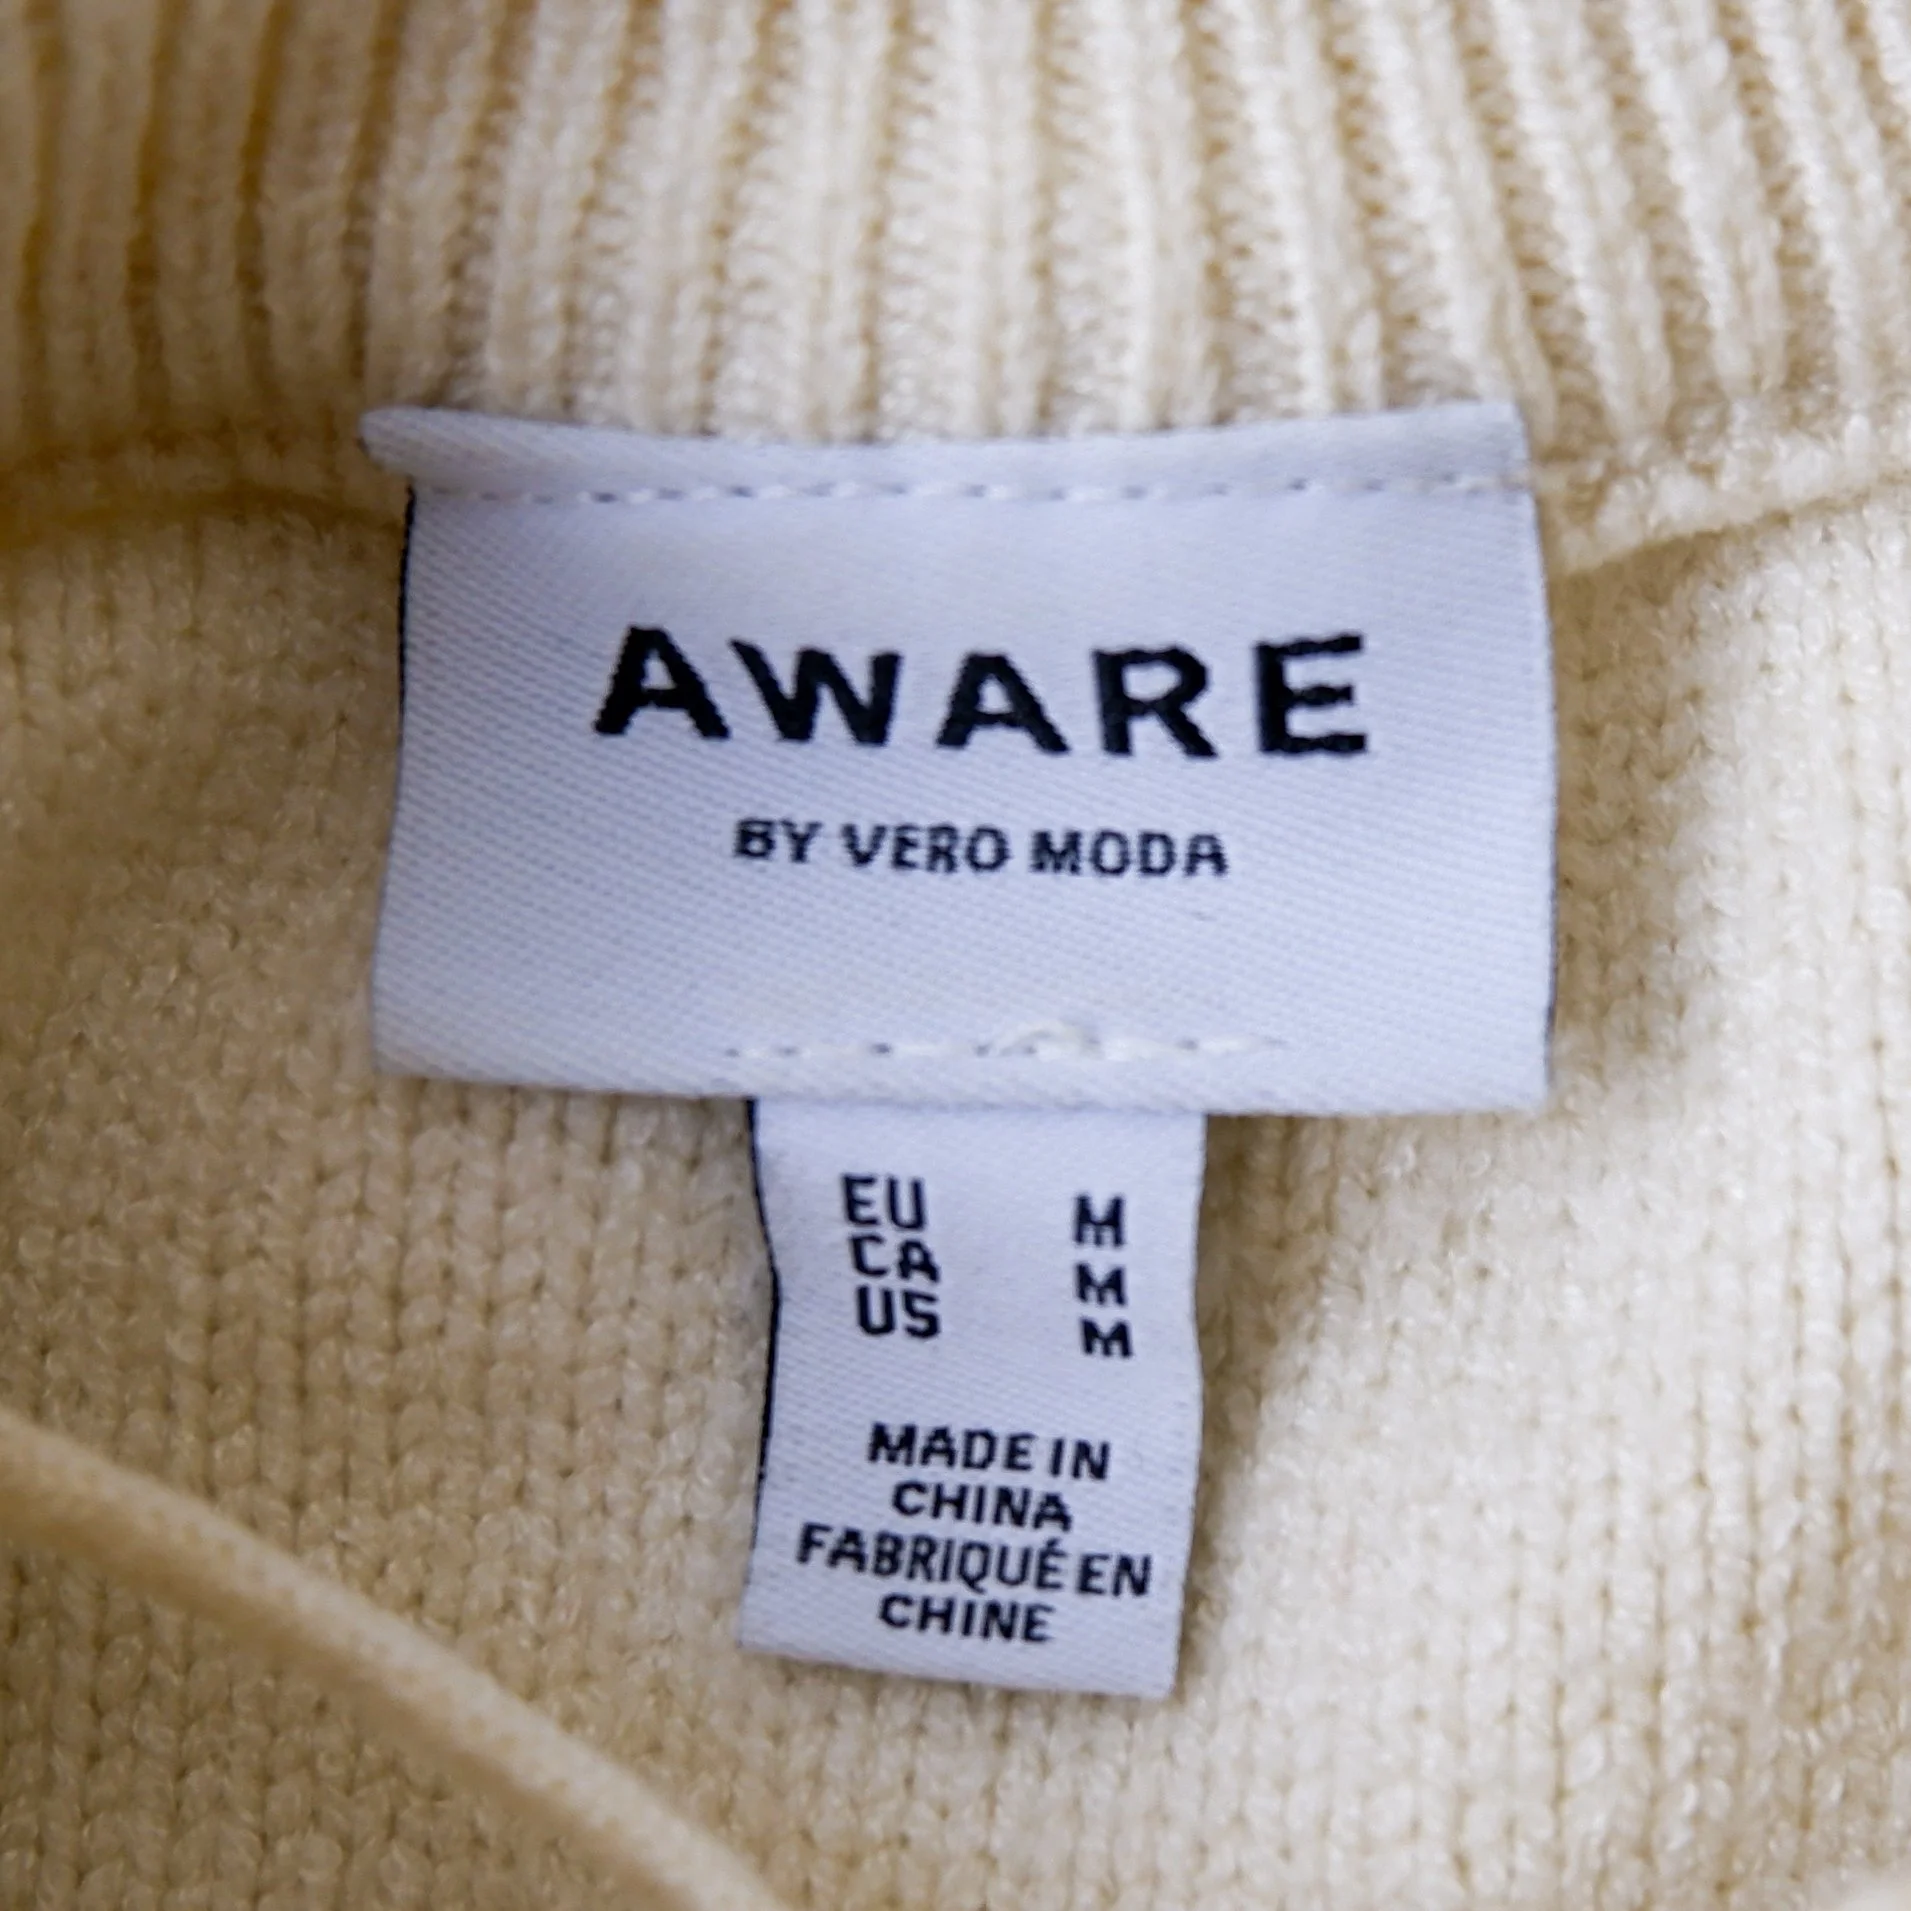 AWARE
BY VERO MODA
EU M
CA M
US M
MADE IN
CHINA
FABRIQUÉ EN
CHINE